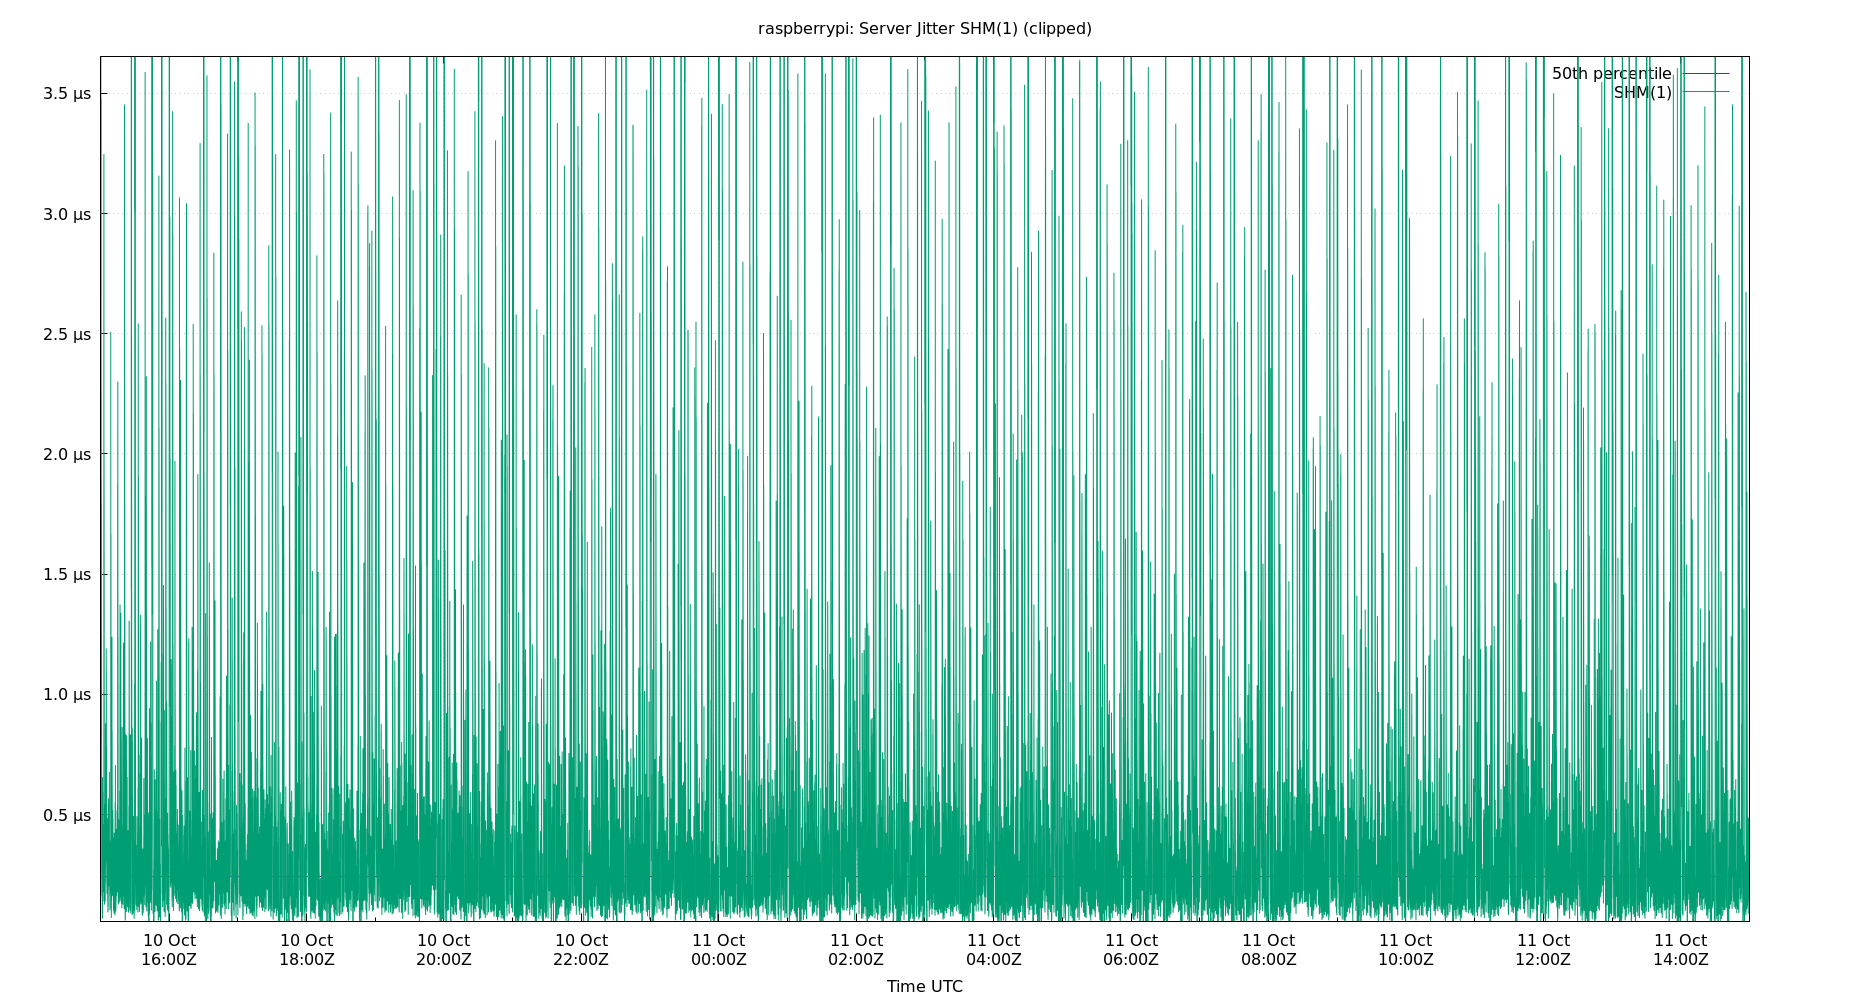 raspberrypi: Server Jitter SHM(1) (clipped)
50th percentile
SHM(1)
3.5 µs
3.0 µs
2.5 µs
2.0 µs
1.5 µs
1.0 µs
0.5 µs
10 Oct 10 Oct 10 Oct 10 Oct 11 Oct 11 Oct 11 Oct 11 Oct 11 Oct 11 Oct 11 Oct 11 Oct
16:00Z 18:00Z 20:00Z 22:00Z 00:00Z 02:00Z 04:00Z 06:00Z 08:00Z 10:00Z 12:00Z 14:00Z
Time UTC